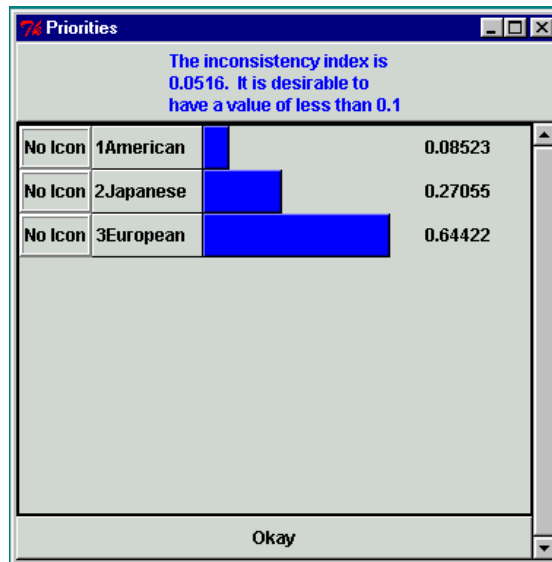 Priorities
The inconsistency index is
0.0516. It is desirable to
have a value of less than 0.1
No Icon 1American 0.08523
No Icon 2Japanese 0.27055
No Icon 3European 0.64422
Okay